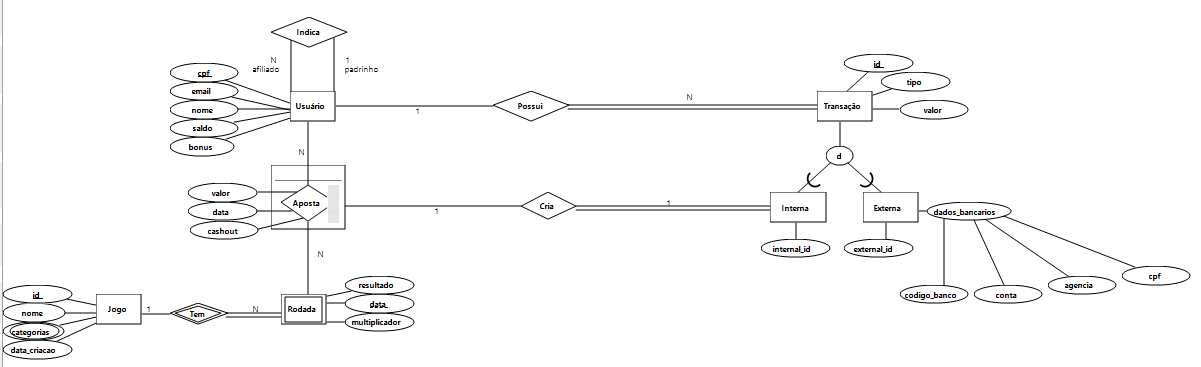 Indica
N
afiliado
1
padrinho
cpf
email
nome
saldo
bonus
Usuário
1
Possui
N
Transação
id
tipo
valor
d
N
valor
data
cashout
Aposta
1
Cria
1
Interna
internal_id
Externa
external_id
dados_bancarios
codigo_banco
conta
agencia
cpf
N
id
nome
categorias
data_criacao
Jogo
1
Tem
N
Rodada
resultado
data
multiplicador